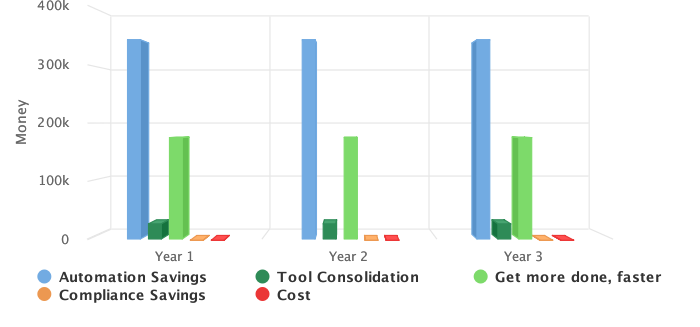 400k
300k
200k
100k
0
Money
Year 1 Year 2 Year 3
Automation Savings Tool Consolidation Get more done, faster
Compliance Savings Cost